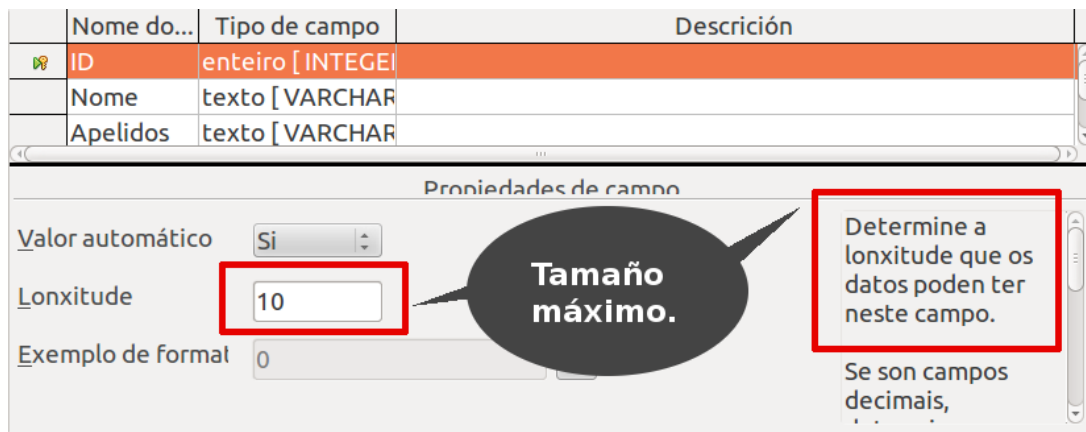 Nome do... Tipo de campo Descrición
ID enteiro [ INTEGER
Nome texto [ VARCHAR
Apelidos texto [ VARCHAR
Propiedades de campo
Valor automático Si
Lonxitude 10
Exemplo de format 0
Tamaño
máximo.
Determine a
lonxitude que os
datos poden ter
neste campo.
Se son campos
decimais,